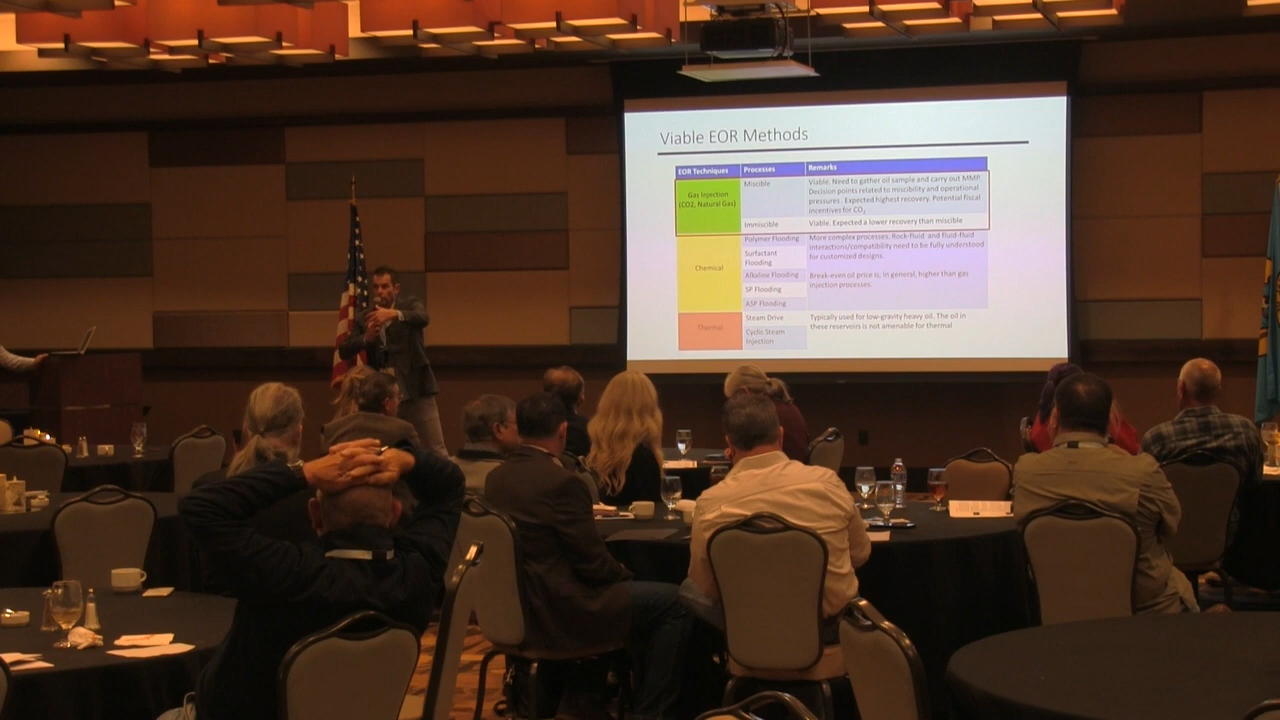 Viable EOR Methods
EOR Techniques Processes Remarks
Gas Injection
(CO2, Natural Gas)
Miscible
Viable. Need to gather oil sample and carry out MMP.
Decision points related to miscibility and operational
pressures. Expected highest recovery. Potential fiscal
incentives for CO2
Immiscible
Viable. Expected a lower recovery than miscible
Chemical
Polymer Flooding
Surfactant
Flooding
Alkaline Flooding
SP Flooding
ASP Flooding
More complex processes. Rock-fluid and fluid-fluid
interactions/compatibility need to be fully understood
for customized designs.
Break-even oil price is, in general, higher than gas
injection processes.
Thermal
Steam Drive
Cyclic Steam
Injection
Typically used for low-gravity heavy oil. The oil in
these reservoirs is not amenable for thermal